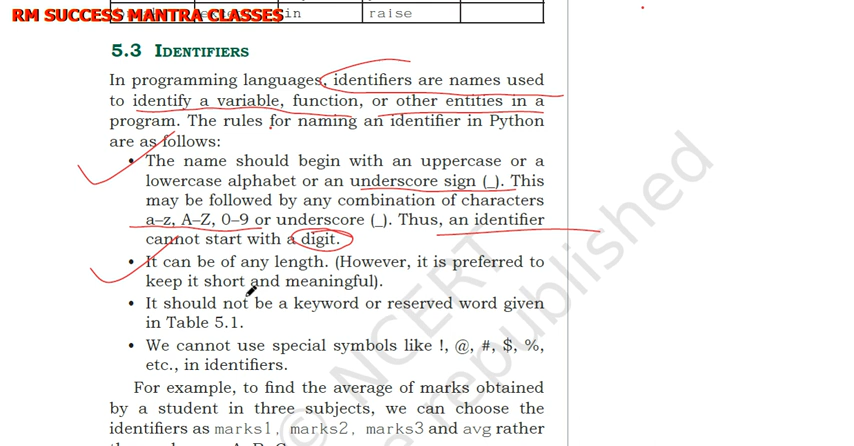 RM SUCCESS MANTRA CLASSES
in
raise
5.3 IDENTIFIERS
In programming languages, identifiers are names used
to identify a variable, function, or other entities in a
program. The rules for naming an identifier in Python
are as follows:
• The name should begin with an uppercase or a
lowercase alphabet or an underscore sign (_). This
may be followed by any combination of characters
a–z, A–Z, 0–9 or underscore (_). Thus, an identifier
cannot start with a digit.
• It can be of any length. (However, it is preferred to
keep it short and meaningful).
• It should not be a keyword or reserved word given
in Table 5.1.
• We cannot use special symbols like !, @, #, $, %,
etc., in identifiers.
For example, to find the average of marks obtained
by a student in three subjects, we can choose the
identifiers as marks1, marks2, marks3 and avg rather
© NCERT
republished